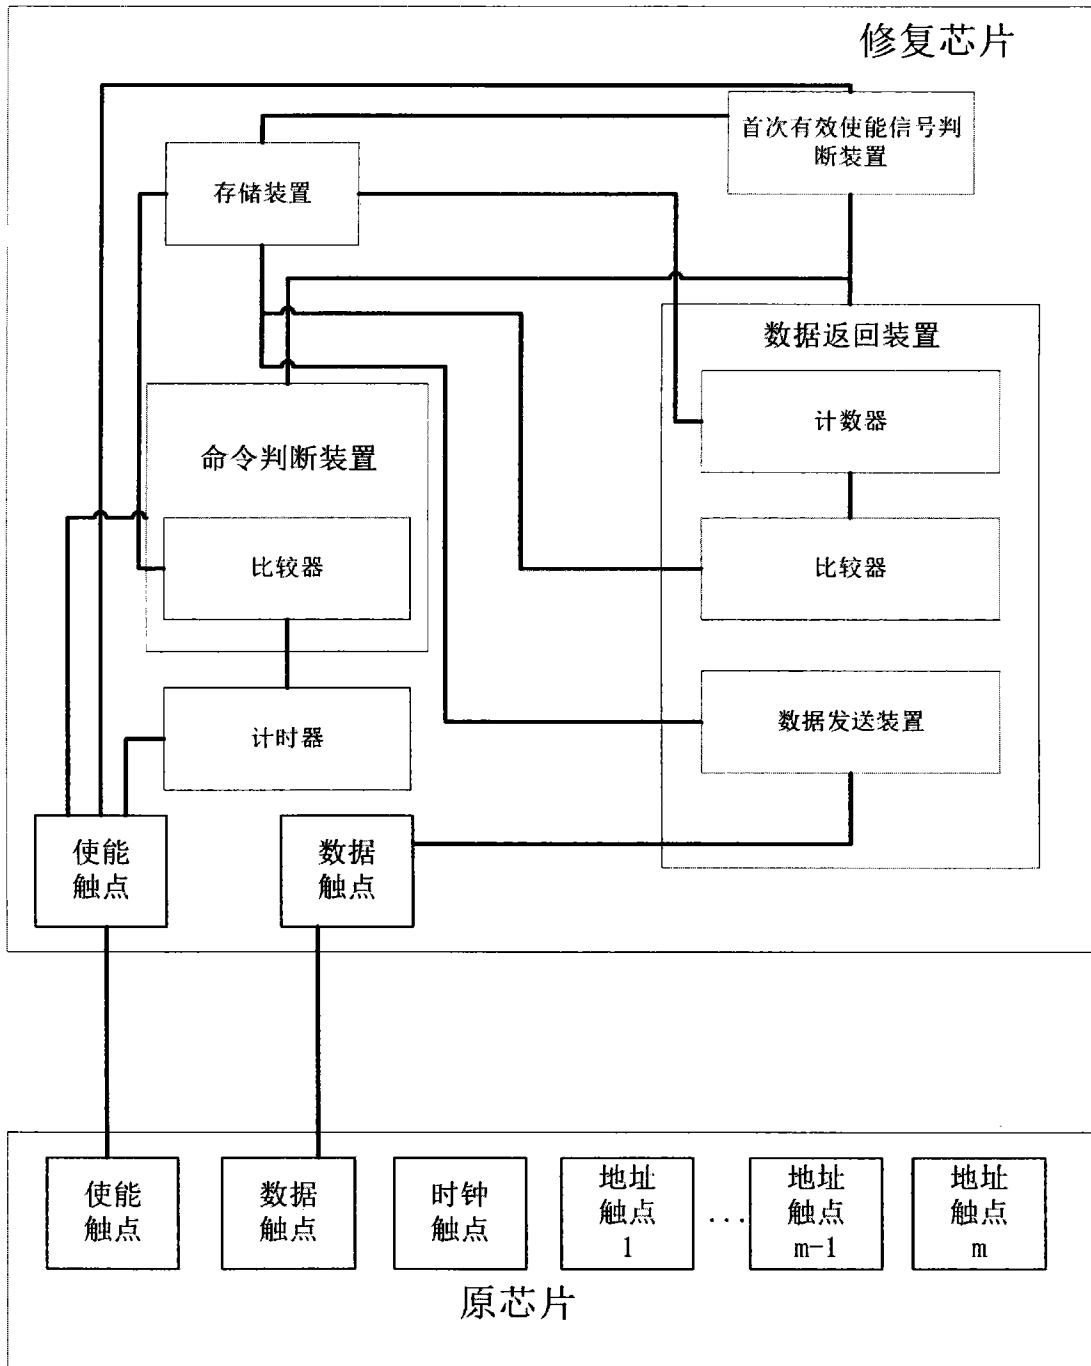 修复芯片
首次有效使能信号判
断装置
存储装置
数据返回装置
计数器
命令判断装置
比较器
比较器
数据发送装置
计时器
使能
触点
数据
触点
使能
触点
数据
触点
时钟
触点
地址
触点
1
...
地址
触点
m-1
地址
触点
m
原芯片